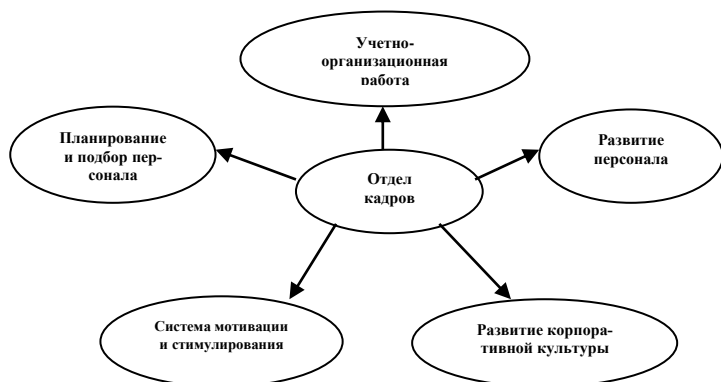 Учетно-
организационная
работа
Планирование
и подбор пер-
сонала
Развитие
персонала
Отдел
кадров
Система мотивации
и стимулирования
Развитие корпора-
тивной культуры